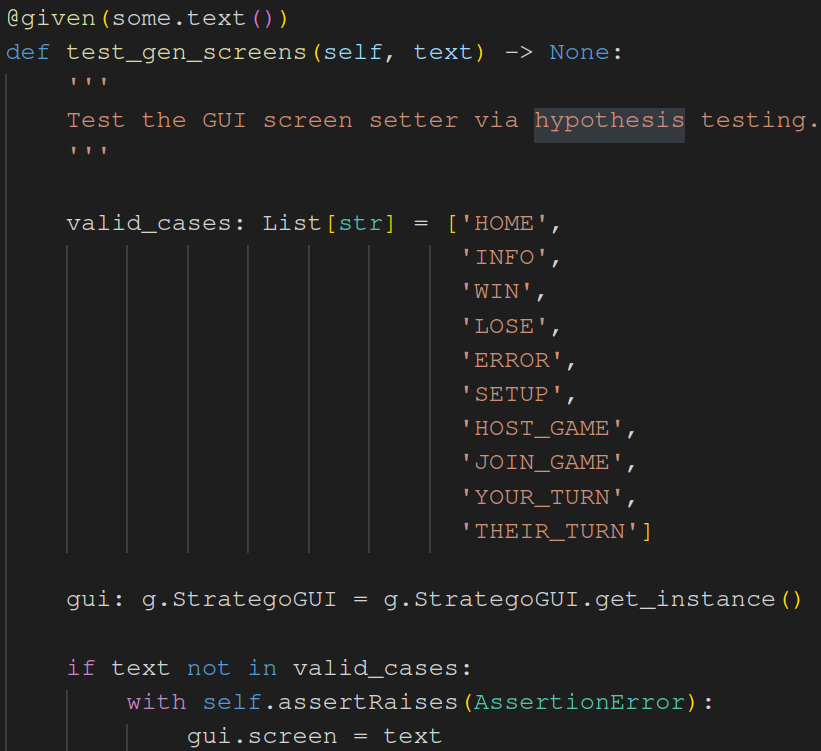 @given(some.text())
def test_gen_screens(self, text) -> None:
    '''
    Test the GUI screen setter via hypothesis testing.
    '''
    valid_cases: List[str] = ['HOME',
                              'INFO',
                              'WIN',
                              'LOSE',
                              'ERROR',
                              'SETUP',
                              'HOST_GAME',
                              'JOIN_GAME',
                              'YOUR_TURN',
                              'THEIR_TURN']
    gui: g.StrategoGUI = g.StrategoGUI.get_instance()
    if text not in valid_cases:
        with self.assertRaises(AssertionError):
            gui.screen = text